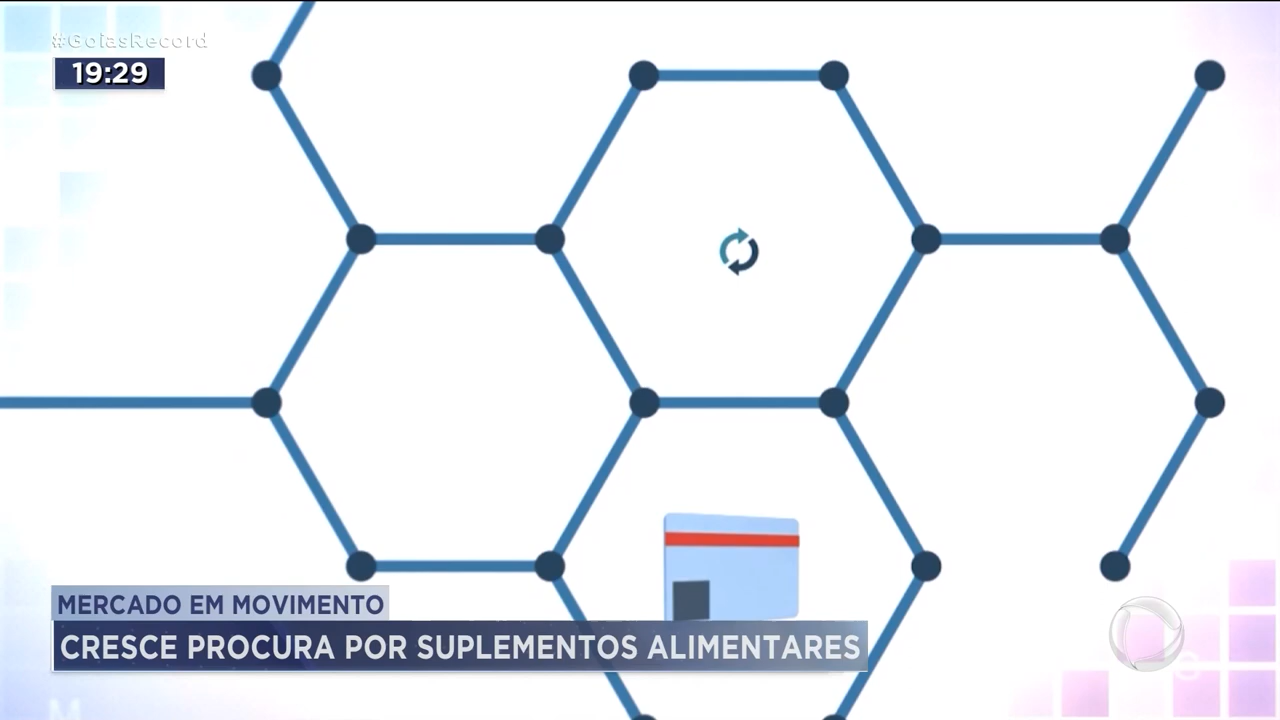 #GoiasRecord
19:29
MERCADO EM MOVIMENTO
CRESCE PROCURA POR SUPLEMENTOS ALIMENTARES
M